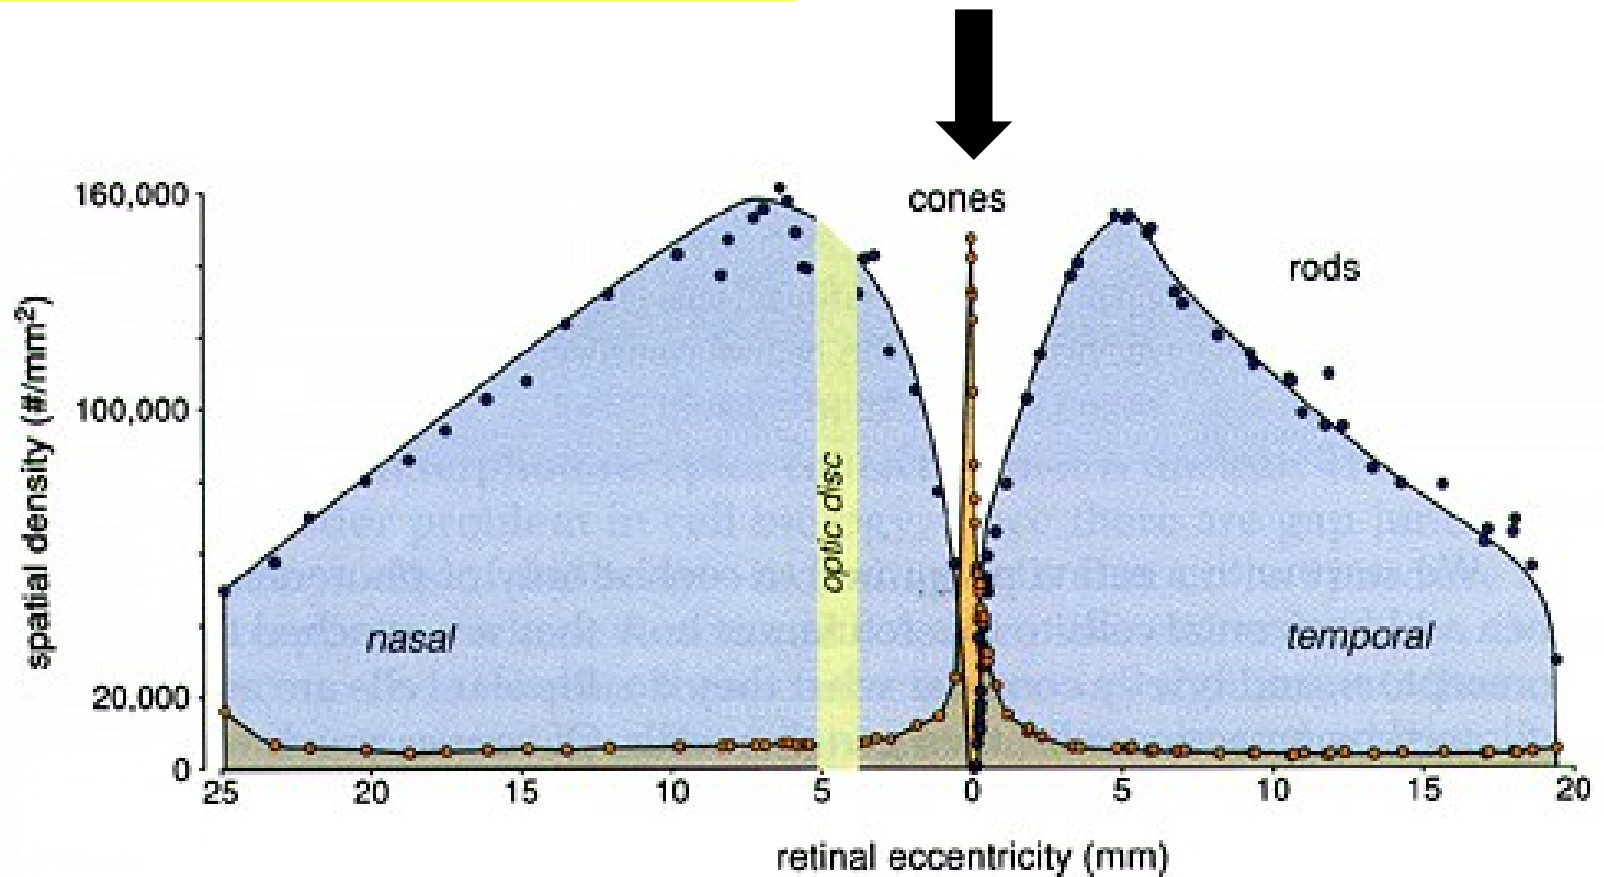 160,000
cones
rods
100,000
spatial density (#/mm²)
optic disc
nasal
temporal
20,000
0
25 20 15 10 5 0 5 10 15 20
retinal eccentricity (mm)